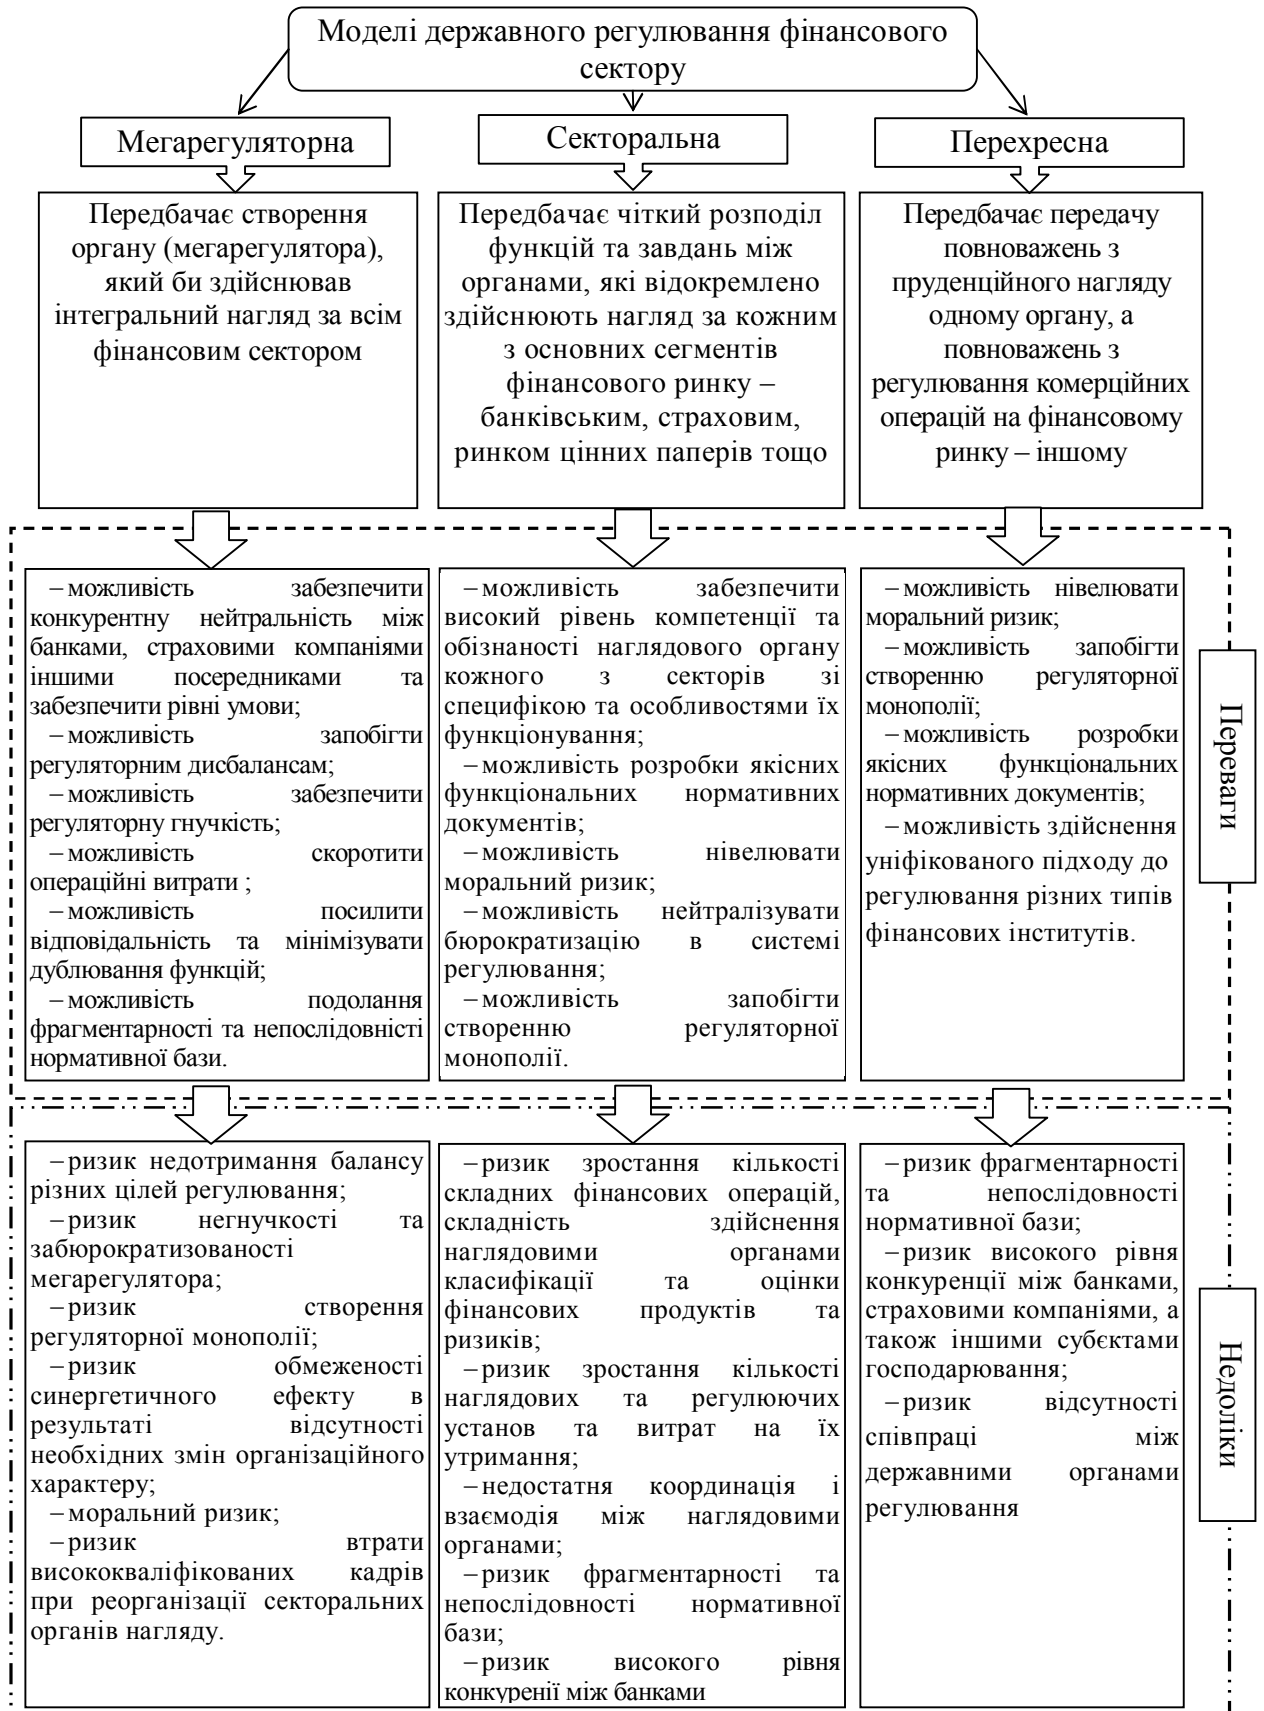 Моделі державного регулювання фінансового
сектору
Мегарегуляторна
Секторальна
Перехресна
Передбачає створення
органу (мегарегулятора),
який би здійснював
інтегральний нагляд за всім
фінансовим сектором
Передбачає чіткий розподіл
функцій та завдань між
органами, які відокремлено
здійснюють нагляд за кожним
з основних сегментів
фінансового ринку –
банківським, страховим,
ринком цінних паперів тощо
Передбачає передачу
повноважень з
пруденційного нагляду
одному органу, а
повноважень з
регулювання комерційних
операцій на фінансовому
ринку – іншому
– можливість забезпечити
конкурентну нейтральність між
банками, страховими компаніями
іншими посередниками та
забезпечити рівні умови;
– можливість запобігти
регуляторним дисбалансам;
– можливість забезпечити
регуляторну гнучкість;
– можливість скоротити
операційні витрати ;
– можливість посилити
відповідальність та мінімізувати
дублювання функцій;
– можливість подолання
фрагментарності та непослідовністі
нормативної бази.
– можливість забезпечити
високий рівень компетенції та
обізнаності наглядового органу
кожного з секторів зі
специфікою та особливостями їх
функціонування;
– можливість розробки якісних
функціональних нормативних
документів;
– можливість нівелювати
моральний ризик;
– можливість нейтралізувати
бюрократизацію в системі
регулювання;
– можливість запобігти
створенню регуляторної
монополії.
– можливість нівелювати
моральний ризик;
– можливість запобігти
створенню регуляторної
монополії;
– можливість розробки
якісних функціональних
нормативних документів;
– можливість здійснення
уніфікованого підходу до
регулювання різних типів
фінансових інститутів.
Переваги
– ризик недотримання балансу
різних цілей регулювання;
– ризик негнучкості та
забюрократизованості
мегарегулятора;
– ризик створення
регуляторної монополії;
– ризик обмеженості
синергетичного ефекту в
результаті відсутності
необхідних змін організаційного
характеру;
– моральний ризик;
– ризик втрати
висококваліфікованих кадрів
при реорганізації секторальних
органів нагляду.
– ризик зростання кількості
складних фінансових операцій,
складність здійснення
наглядовими органами
класифікації та оцінки
фінансових продуктів та
ризиків;
– ризик зростання кількості
наглядових та регулюючих
установ та витрат на їх
утримання;
– недостатня координація і
взаємодія між наглядовими
органами;
– ризик фрагментарності та
непослідовності нормативної
бази;
– ризик високого рівня
конкуренії між банками
– ризик фрагментарності
та непослідовності
нормативної бази;
– ризик високого рівня
конкуренції між банками,
страховими компаніями, а
також іншими субєктами
господарювання;
– ризик відсутності
співпраці між
державними органами
регулювання
Недоліки